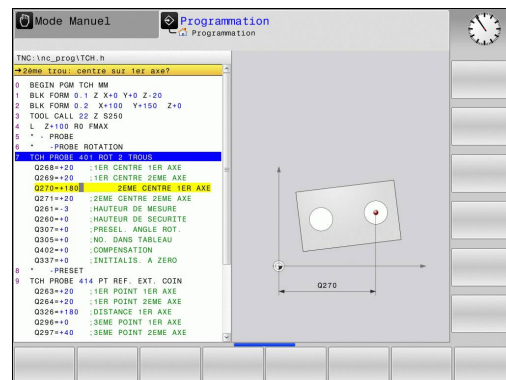 Mode Manuel
Programmation
Programmation
TNC:\nc_prog\TCH.h
→2ème trou: centre sur 1er axe?
0 BEGIN PGM TCH MM
1 BLK FORM 0.1 Z X+0 Y+0 Z-20
2 BLK FORM 0.2 X+100 Y+150 Z+0
3 TOOL CALL 22 Z S250
4 L Z+100 R0 FMAX
5 * - PROBE
6 * -PROBE ROTATION
7 TCH PROBE 401 ROT 2 TROUS
Q268=+20 ;1ER CENTRE 1ER AXE
Q269=+20 ;1ER CENTRE 2EME AXE
Q270=+180 2EME CENTRE 1ER AXE
Q271=+20 ;2EME CENTRE 2EME AXE
Q261=-3 ;HAUTEUR DE MESURE
Q260=+0 ;HAUTEUR DE SECURITE
Q307=+0 ;PRESEL. ANGLE ROT.
Q305=+0 ;NO. DANS TABLEAU
Q402=+0 ;COMPENSATION
Q337=+0 ;INITIALIS. A ZERO
8 * -PRESET
9 TCH PROBE 414 PT REF. EXT. COIN
Q263=+20 ;1ER POINT 1ER AXE
Q264=+20 ;1ER POINT 2EME AXE
Q326=+180 ;DISTANCE 1ER AXE
Q296=+0 ;3EME POINT 1ER AXE
Q297=+40 ;3EME POINT 2EME AXE
Q270